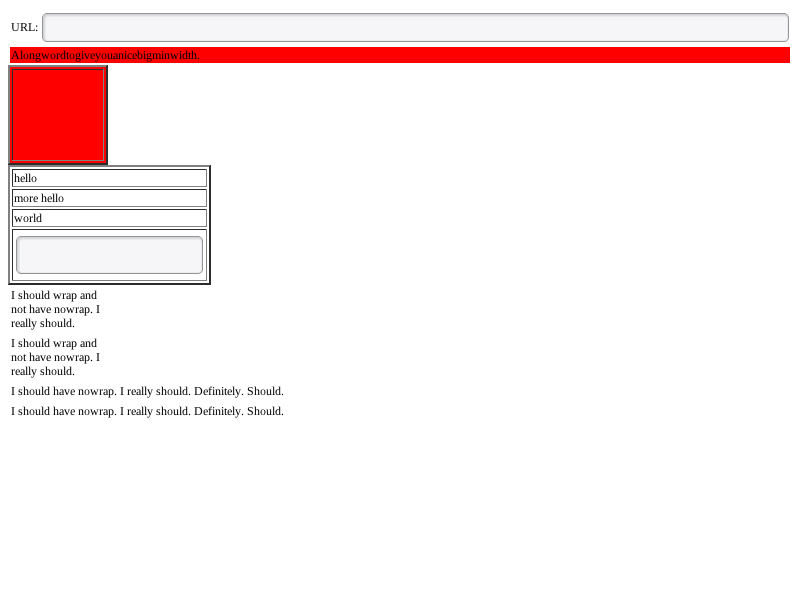 URL:
Alongwordtogiveyouanicebigminwidth.
hello
more hello
world
I should wrap and
not have nowrap. I
really should.
I should wrap and
not have nowrap. I
really should.
I should have nowrap. I really should. Definitely. Should.
I should have nowrap. I really should. Definitely. Should.